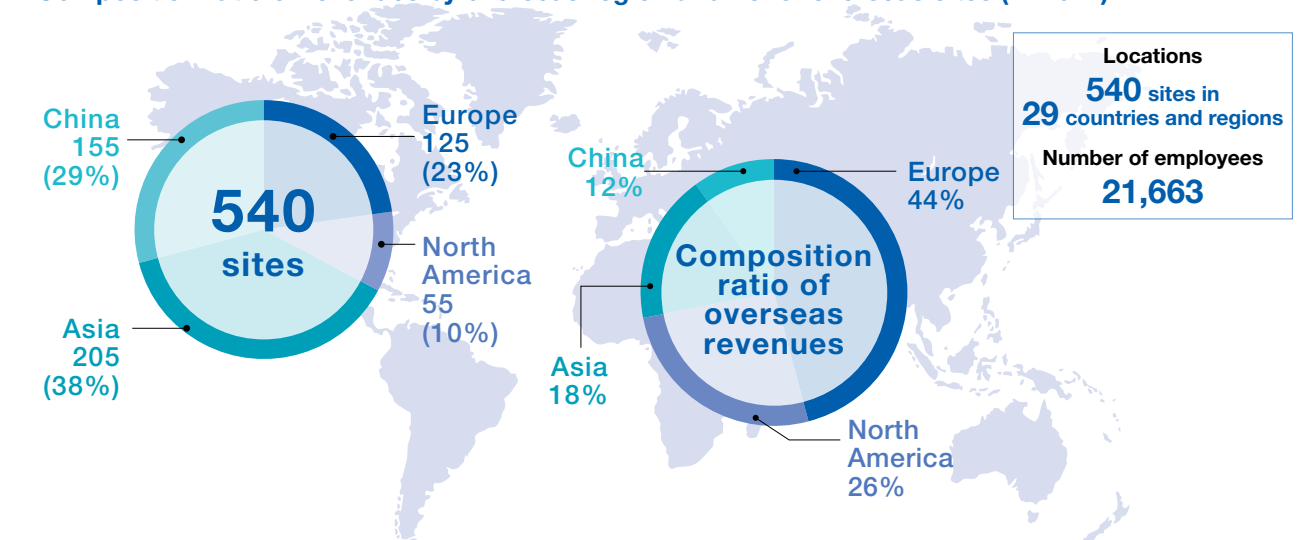 China
155
(29%)
Europe
125
(23%)
540
sites
North
America
55
(10%)
Asia
205
(38%)
China
12%
Europe
44%
Composition
ratio of
overseas
revenues
Asia
18%
North
America
26%
Locations
540 sites in
29 countries and regions
Number of employees
21,663